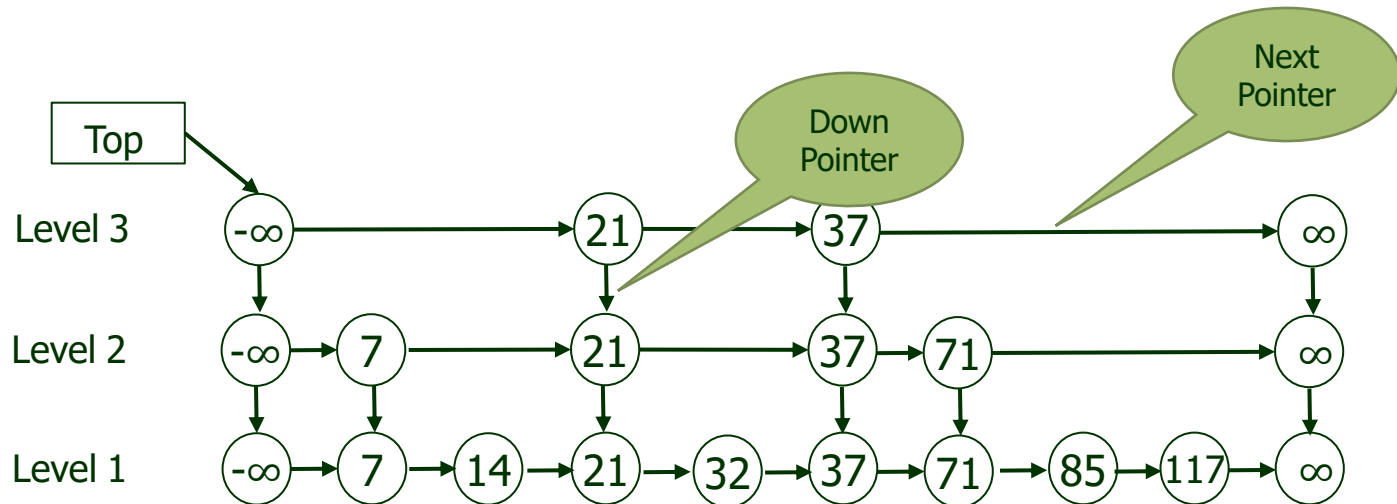 Next
Pointer
Down
Pointer
Top
Level 3 -∞ 21 37 ∞
Level 2 -∞ 7 21 37 71 ∞
Level 1 -∞ 7 14 21 32 37 71 85 117 ∞